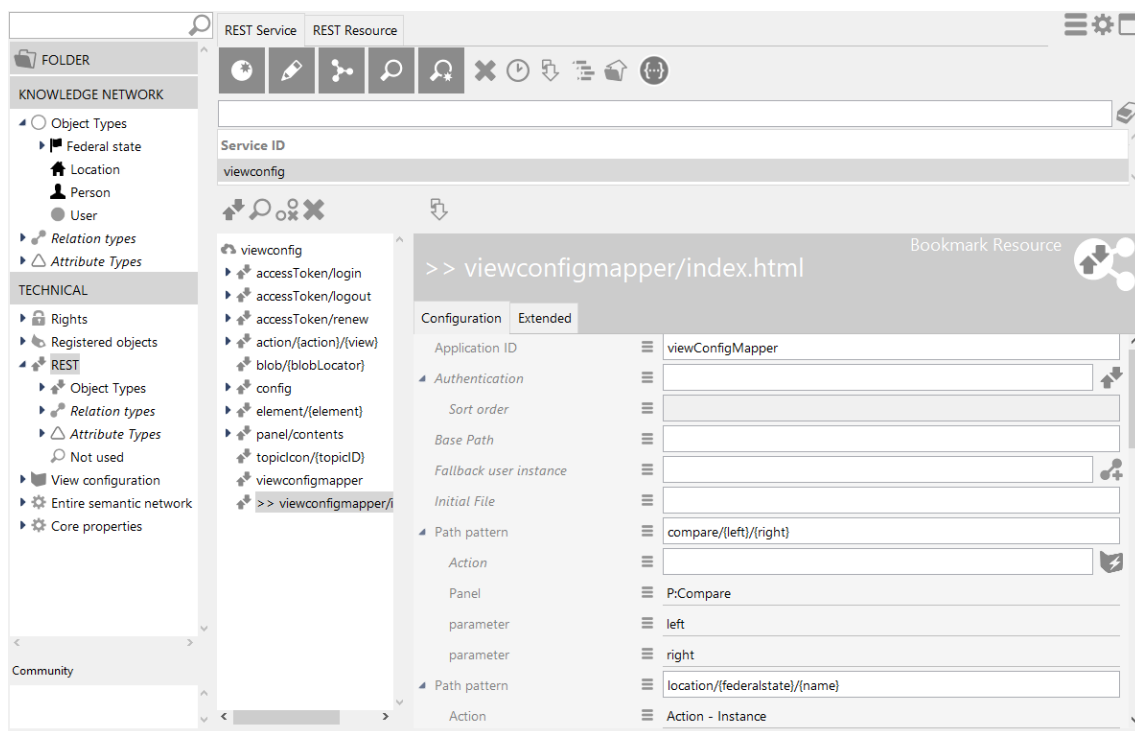 REST Service
REST Resource
FOLDER
KNOWLEDGE NETWORK
Object Types
Federal state
Location
Person
User
Relation types
Attribute Types
TECHNICAL
Rights
Registered objects
REST
Object Types
Relation types
Attribute Types
Not used
View configuration
Entire semantic network
Core properties
Community
Service ID
viewconfig
viewconfig
accessToken/login
accessToken/logout
accessToken/renew
action/{action}/{view}
blob/{blobLocator}
config
element/{element}
panel/contents
topicIcon/{topicID}
viewconfigmapper
>> viewconfigmapper/i
Bookmark Resource
>> viewconfigmapper/index.html
Configuration
Extended
Application ID
viewConfigMapper
Authentication
Sort order
Base Path
Fallback user instance
Initial File
Path pattern
compare/{left}/{right}
Action
Panel
P:Compare
parameter
left
parameter
right
Path pattern
location/{federalstate}/{name}
Action
Action - Instance